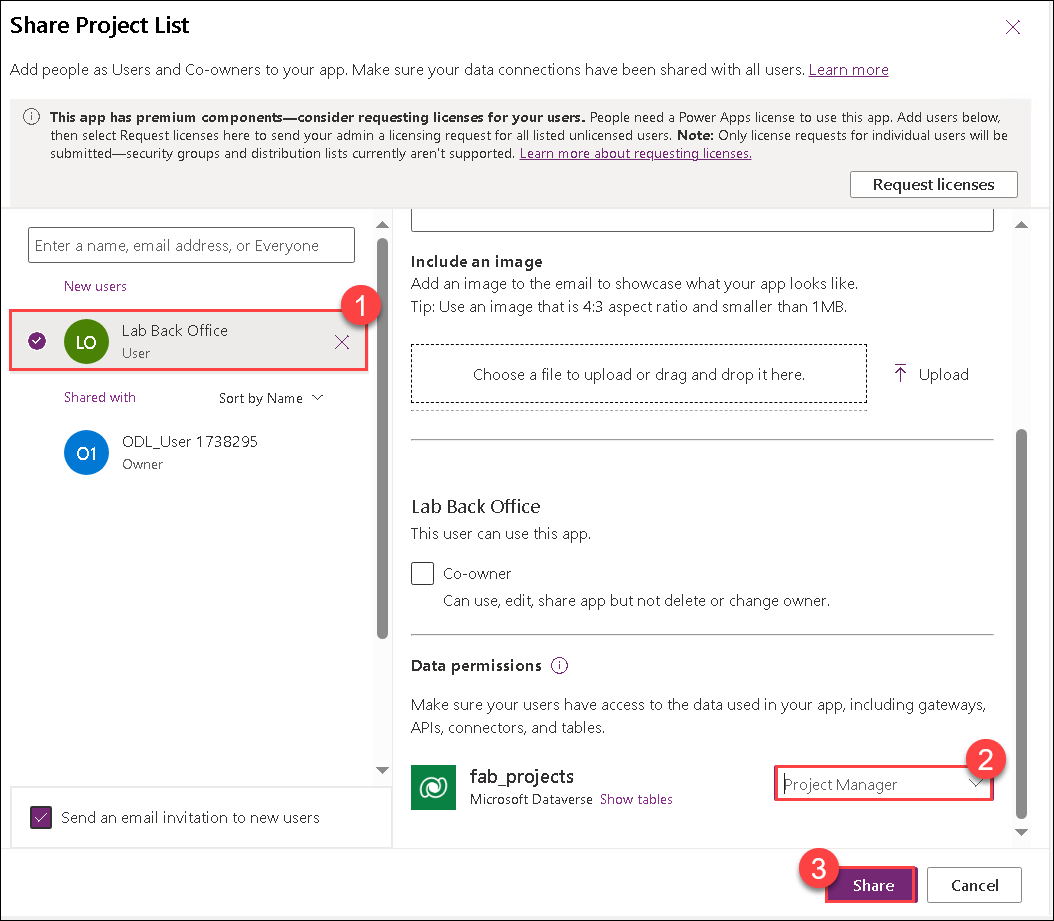 Share Project List
Add people as Users and Co-owners to your app. Make sure your data connections have been shared with all users. Learn more
This app has premium components—consider requesting licenses for your users. People need a Power Apps license to use this app. Add users below,
then select Request licenses here to send your admin a licensing request for all listed unlicensed users. Note: Only license requests for individual users will be
submitted—security groups and distribution lists currently aren't supported. Learn more about requesting licenses.
Request licenses
Enter a name, email address, or Everyone
New users
1
LO
Lab Back Office
User
Shared with
Sort by Name
O1
ODL_User 1738295
Owner
Send an email invitation to new users
Include an image
Add an image to the email to showcase what your app looks like.
Tip: Use an image that is 4:3 aspect ratio and smaller than 1MB.
Choose a file to upload or drag and drop it here.
Upload
Lab Back Office
This user can use this app.
Co-owner
Can use, edit, share app but not delete or change owner.
Data permissions
Make sure your users have access to the data used in your app, including gateways,
APIs, connectors, and tables.
fab_projects
Microsoft Dataverse Show tables
Project Manager
2
3
Share
Cancel